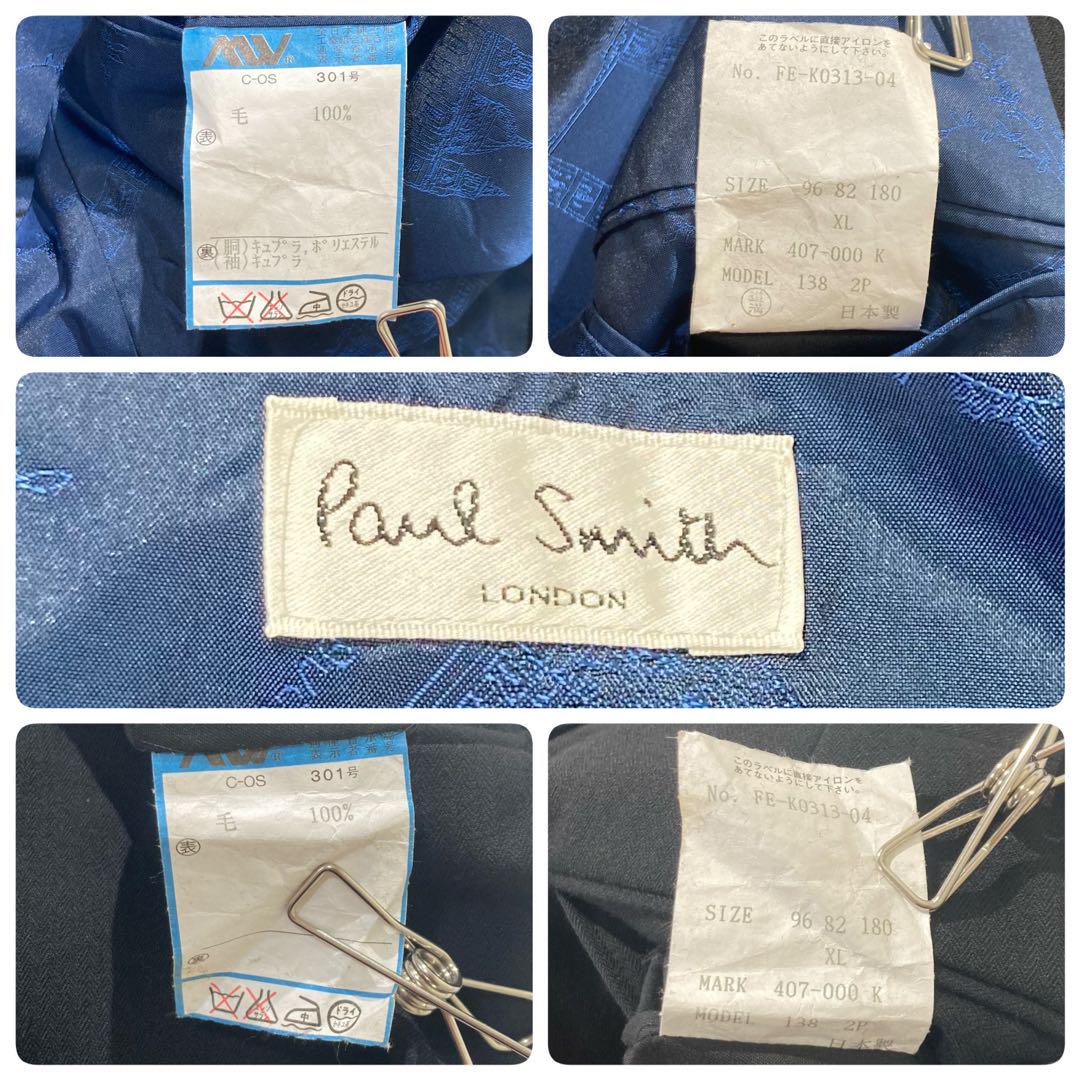 MW®
C-OS 301号
毛 100%
表
裏
(胴)キュプラ,ポリエステル
(袖)キュプラ
中
ドライ
このラベルに直接アイロンを
あてないようにして下さい。
No. FE-K0313-04
SIZE 96 82 180
XL
MARK 407-000 K
MODEL 138 2P
日本製
Paul Smith
LONDON
R
C-OS 301号
毛 100%
表
裏
中
ドライ
このラベルに直接アイロンを
あてないようにして下さい。
No. FE-K0313-04
SIZE 96 82 180
XL
MARK 407-000 K
MODEL 138 2P
日本製